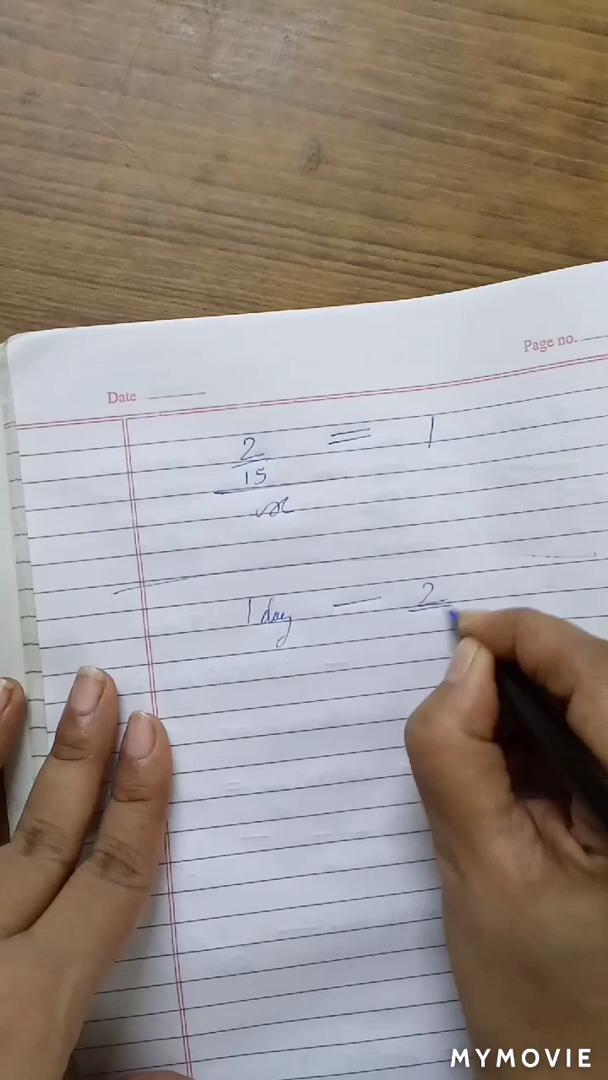 Page no.
Date
2 = 1
15
x
1 day — 2
MYMOVIE